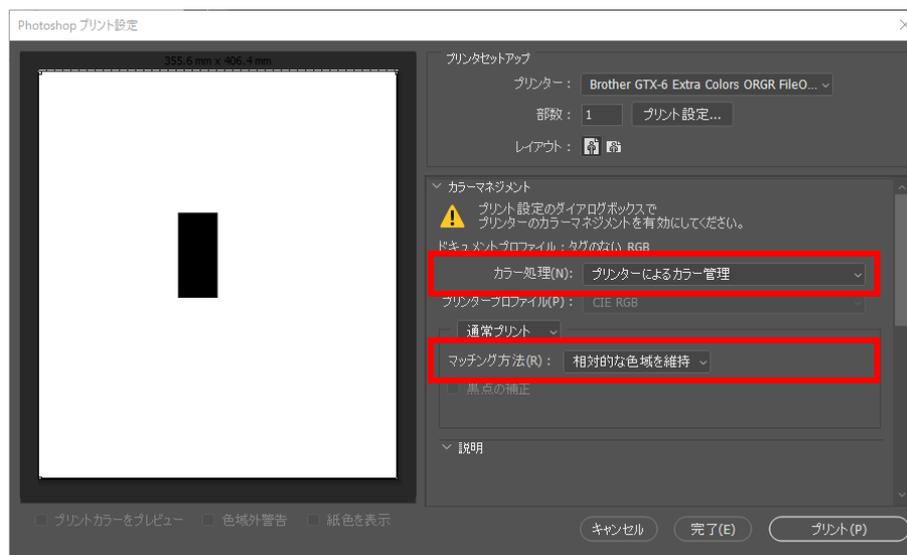 Photoshop プリント設定
355.6 mm x 406.4 mm
プリンタセットアップ
プリンター： Brother GTX-6 Extra Colors ORGR FileO...
部数： 1 プリント設定...
レイアウト：
カラーマネジメント
プリント設定のダイアログボックスで
プリンターのカラーマネジメントを有効にしてください。
ドキュメントプロファイル：タグのない RGB
カラー処理(N): プリンターによるカラー管理
プリンタープロファイル(P)： CIE RGB
通常プリント
マッチング方法(R)： 相対的な色域を維持
黒点の補正
説明
プリントカラーをプレビュー 色域外警告 紙色を表示
キャンセル 完了(E) プリント(P)